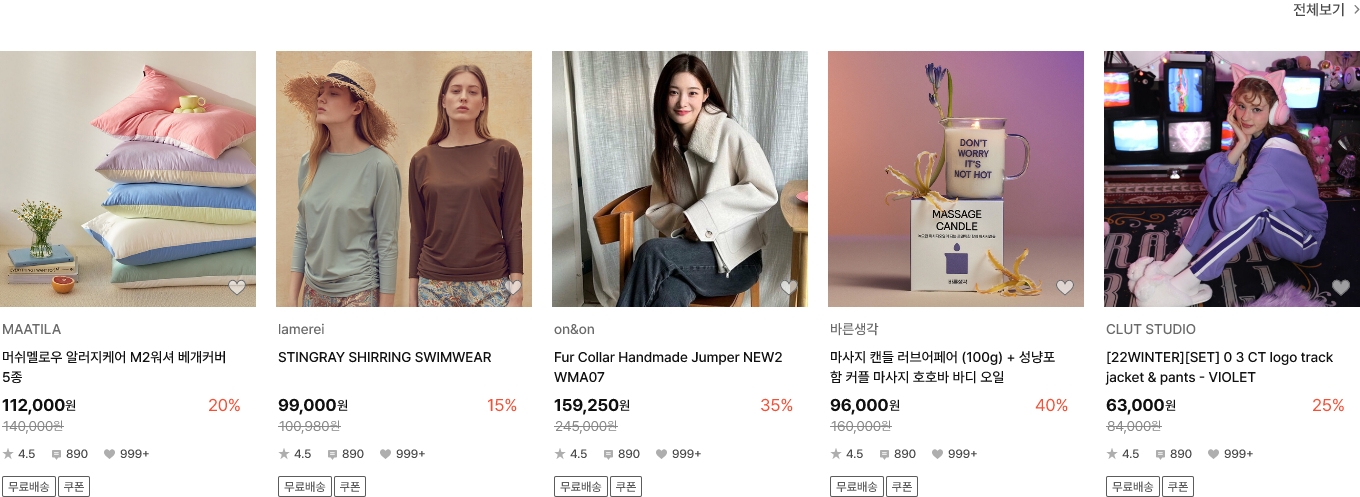 전체보기
DON'T
WORRY
IT'S
NOT HOT
MASSAGE
CANDLE
바른생각
MAATILA
머쉬멜로우 알러지케어 M2워셔 베개커버
5종
112,000원 20%
140,000원
4.5 890 999+
무료배송 쿠폰
lamerei
STINGRAY SHIRRING SWIMWEAR
99,000원 15%
100,980원
4.5 890 999+
무료배송 쿠폰
on&on
Fur Collar Handmade Jumper NEW2
WMA07
159,250원 35%
245,000원
4.5 890 999+
무료배송 쿠폰
바른생각
마사지 캔들 러브어페어 (100g) + 성냥포
함 커플 마사지 호호바 바디 오일
96,000원 40%
160,000원
4.5 890 999+
무료배송 쿠폰
CLUT STUDIO
[22WINTER][SET] 0 3 CT logo track
jacket & pants - VIOLET
63,000원 25%
84,000원
4.5 890 999+
무료배송 쿠폰